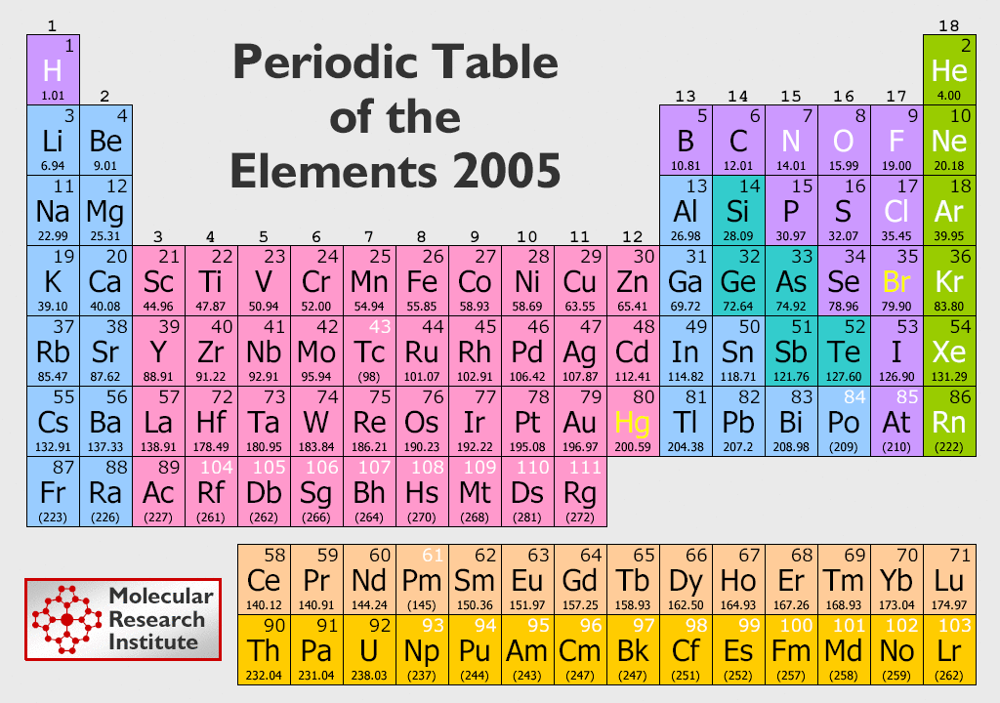 1 18
1 Periodic Table 2
H He
1.01 2 13 14 15 16 17 4.00
3 4 of the 5 6 7 8 9 10
Li Be B C N O F Ne
6.94 9.01 10.81 12.01 14.01 15.99 19.00 20.18
11 12 Elements 2005 13 14 15 16 17 18
Na Mg Al Si P S Cl Ar
22.99 25.31 3 4 5 6 7 8 9 10 11 12 26.98 28.09 30.97 32.07 35.45 39.95
19 20 21 22 23 24 25 26 27 28 29 30 31 32 33 34 35 36
K Ca Sc Ti V Cr Mn Fe Co Ni Cu Zn Ga Ge As Se Br Kr
39.10 40.08 44.96 47.87 50.94 52.00 54.94 55.85 58.93 58.69 63.55 65.41 69.72 72.64 74.92 78.96 79.90 83.80
37 38 39 40 41 42 43 44 45 46 47 48 49 50 51 52 53 54
Rb Sr Y Zr Nb Mo Tc Ru Rh Pd Ag Cd In Sn Sb Te I Xe
85.47 87.62 88.91 91.22 92.91 95.94 (98) 101.07 102.91 106.42 107.87 112.41 114.82 118.71 121.76 127.60 126.90 131.29
55 56 57 72 73 74 75 76 77 78 79 80 81 82 83 84 85 86
Cs Ba La Hf Ta W Re Os Ir Pt Au Hg Tl Pb Bi Po At Rn
132.91 137.33 138.91 178.49 180.95 183.84 186.21 190.23 192.22 195.08 196.97 200.59 204.38 207.2 208.98 (209) (210) (222)
87 88 89 104 105 106 107 108 109 110 111
Fr Ra Ac Rf Db Sg Bh Hs Mt Ds Rg
(223) (226) (227) (261) (262) (266) (264) (270) (268) (281) (272)
58 59 60 61 62 63 64 65 66 67 68 69 70 71
Ce Pr Nd Pm Sm Eu Gd Tb Dy Ho Er Tm Yb Lu
140.12 140.91 144.24 (145) 150.36 151.97 157.25 158.93 162.50 164.93 167.26 168.93 173.04 174.97
90 91 92 93 94 95 96 97 98 99 100 101 102 103
Th Pa U Np Pu Am Cm Bk Cf Es Fm Md No Lr
232.04 231.04 238.03 (237) (244) (243) (247) (247) (251) (252) (257) (258) (259) (262)
Molecular
Research
Institute